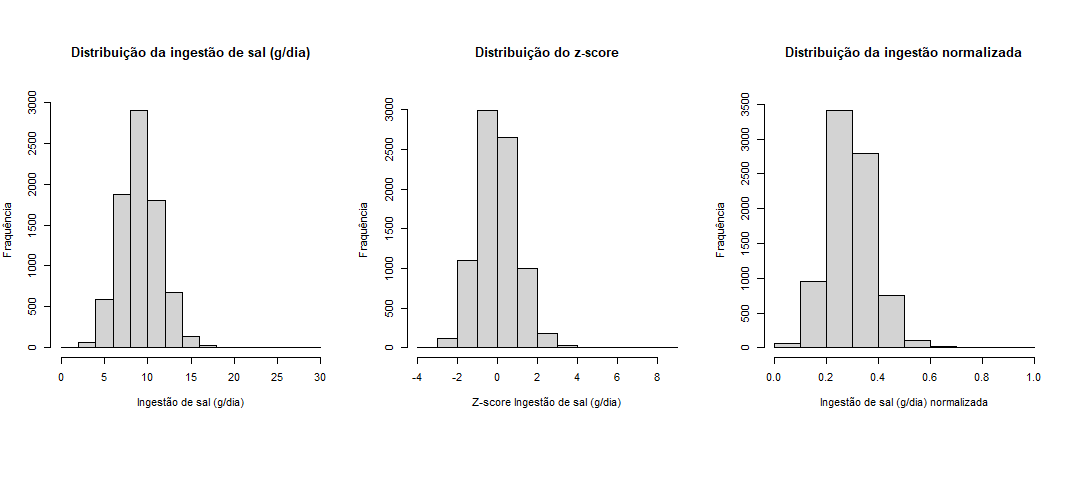 Distribuição da ingestão de sal (g/dia)
Fraquência
0
500
1000
1500
2000
2500
3000
0 5 10 15 20 25 30
Ingestão de sal (g/dia)
Distribuição do z-score
Fraquência
0
500
1000
1500
2000
2500
3000
-4 -2 0 2 4 6 8
Z-score Ingestão de sal (g/dia)
Distribuição da ingestão normalizada
Fraquência
0
500
1000
1500
2000
2500
3000
3500
0.0 0.2 0.4 0.6 0.8 1.0
Ingestão de sal (g/dia) normalizada